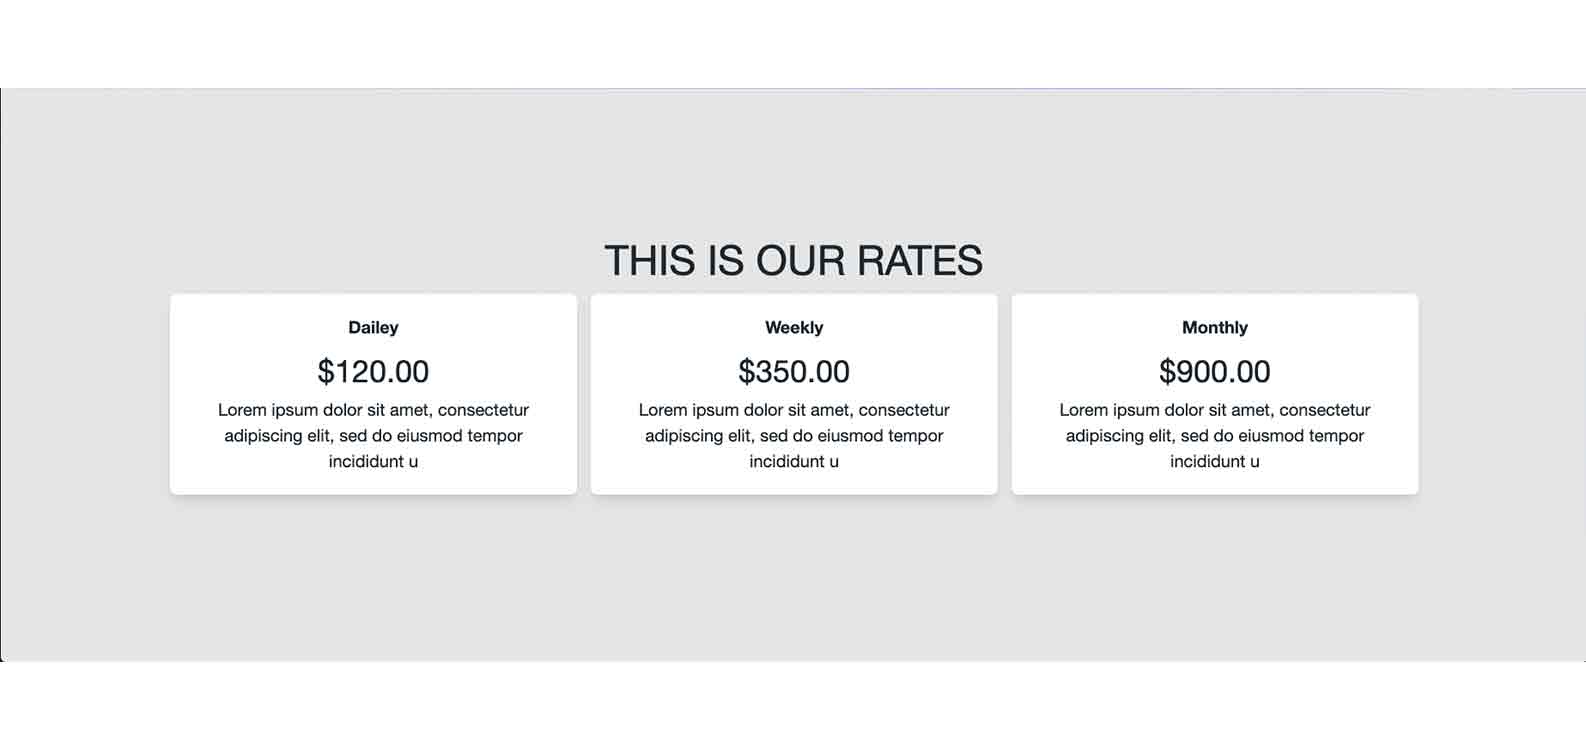 THIS IS OUR RATES
Dailey
$120.00
Lorem ipsum dolor sit amet, consectetur
adipiscing elit, sed do eiusmod tempor
incididunt u
Weekly
$350.00
Lorem ipsum dolor sit amet, consectetur
adipiscing elit, sed do eiusmod tempor
incididunt u
Monthly
$900.00
Lorem ipsum dolor sit amet, consectetur
adipiscing elit, sed do eiusmod tempor
incididunt u